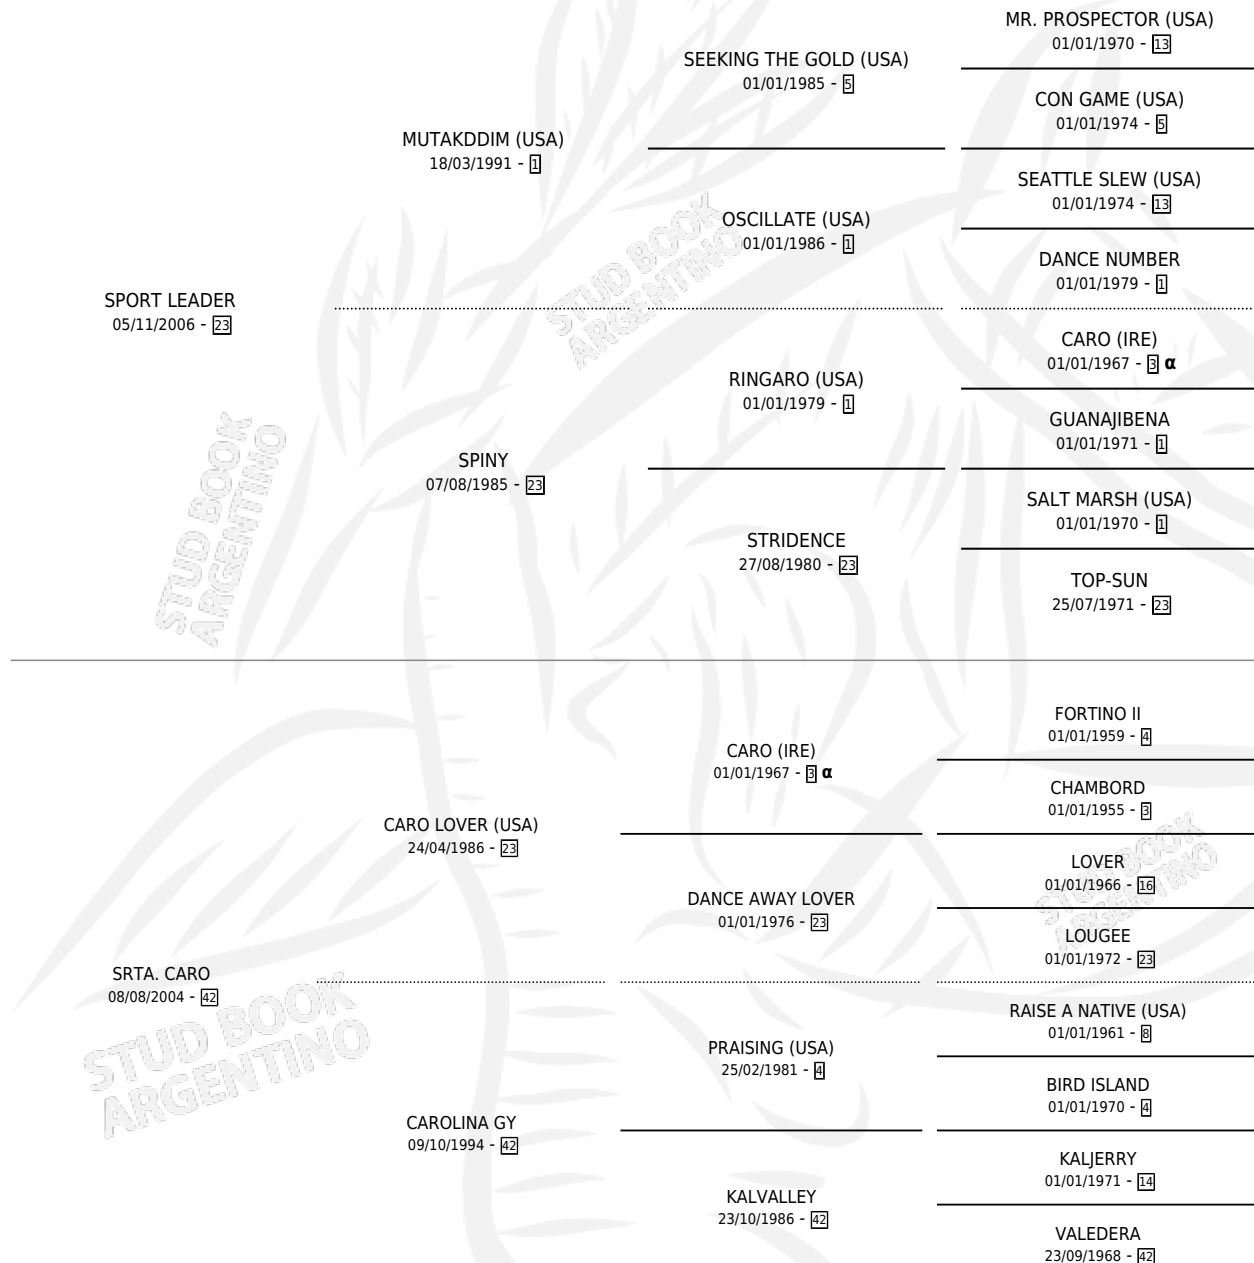 MR. PROSPECTOR (USA)
01/01/1970 - 13
SEEKING THE GOLD (USA)
01/01/1985 - 5
CON GAME (USA)
01/01/1974 - 5
MUTAKDDIM (USA)
18/03/1991 - 1
SEATTLE SLEW (USA)
01/01/1974 - 13
OSCILLATE (USA)
01/01/1986 - 1
DANCE NUMBER
01/01/1979 - 1
STUD BOOK
ARGENTINO
SPORT LEADER
05/11/2006 - 23
CARO (IRE)
01/01/1967 - 3 α
RINGARO (USA)
01/01/1979 - 1
GUANAJIBENA
01/01/1971 - 1
SPINY
07/08/1985 - 23
SALT MARSH (USA)
01/01/1970 - 1
STRIDENCE
27/08/1980 - 23
TOP-SUN
25/07/1971 - 23
STUD BOOK
ARGENTINO
FORTINO II
01/01/1959 - 4
CARO (IRE)
01/01/1967 - 3 α
CHAMBORD
01/01/1955 - 3
CARO LOVER (USA)
24/04/1986 - 23
LOVER
01/01/1966 - 16
DANCE AWAY LOVER
01/01/1976 - 23
LOUGEE
01/01/1972 - 23
STUD BOOK
ARGENTINO
SRTA. CARO
08/08/2004 - 42
RAISE A NATIVE (USA)
01/01/1961 - 8
PRAISING (USA)
25/02/1981 - 4
BIRD ISLAND
01/01/1970 - 4
STUD BOOK
ARGENTINO
CAROLINA GY
09/10/1994 - 42
KALJERRY
01/01/1971 - 14
KALVALLEY
23/10/1986 - 42
VALEDERA
23/09/1968 - 42